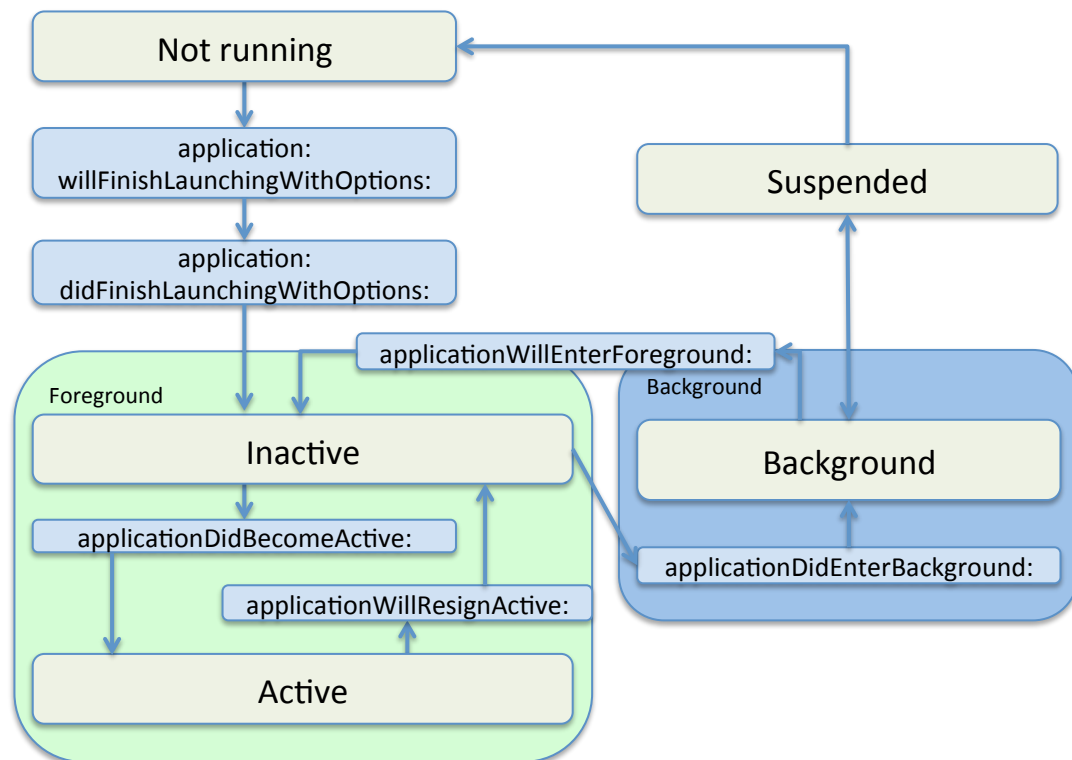 Not running
application:
willFinishLaunchingWithOptions:
Suspended
application:
didFinishLaunchingWithOptions:
applicationWillEnterForeground:
Foreground
Background
Inactive
Background
applicationDidBecomeActive:
applicationDidEnterBackground:
applicationWillResignActive:
Active